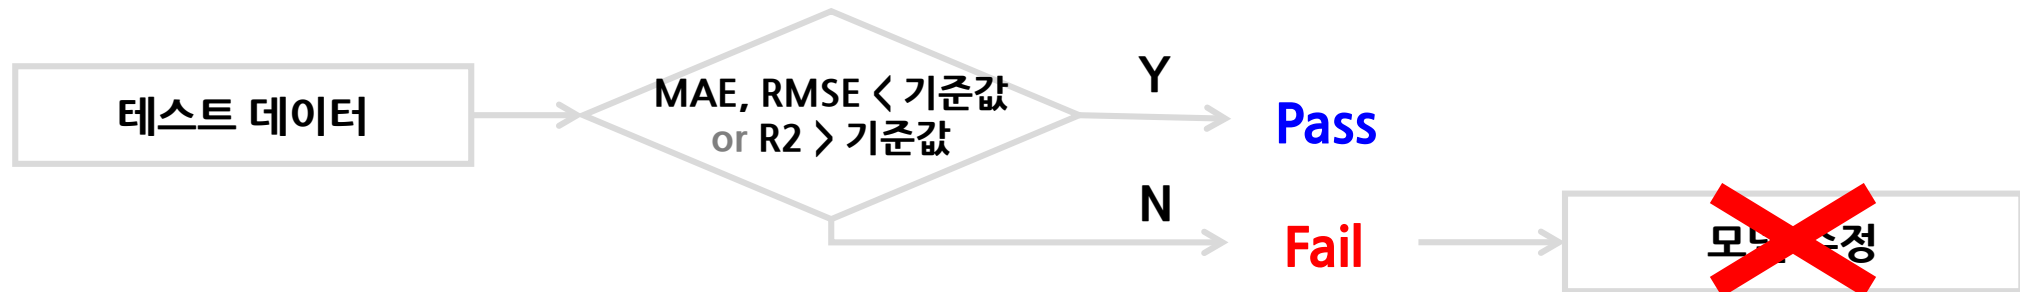 테스트 데이터
MAE, RMSE < 기준값
or R2 > 기준값
Y
Pass
N
Fail